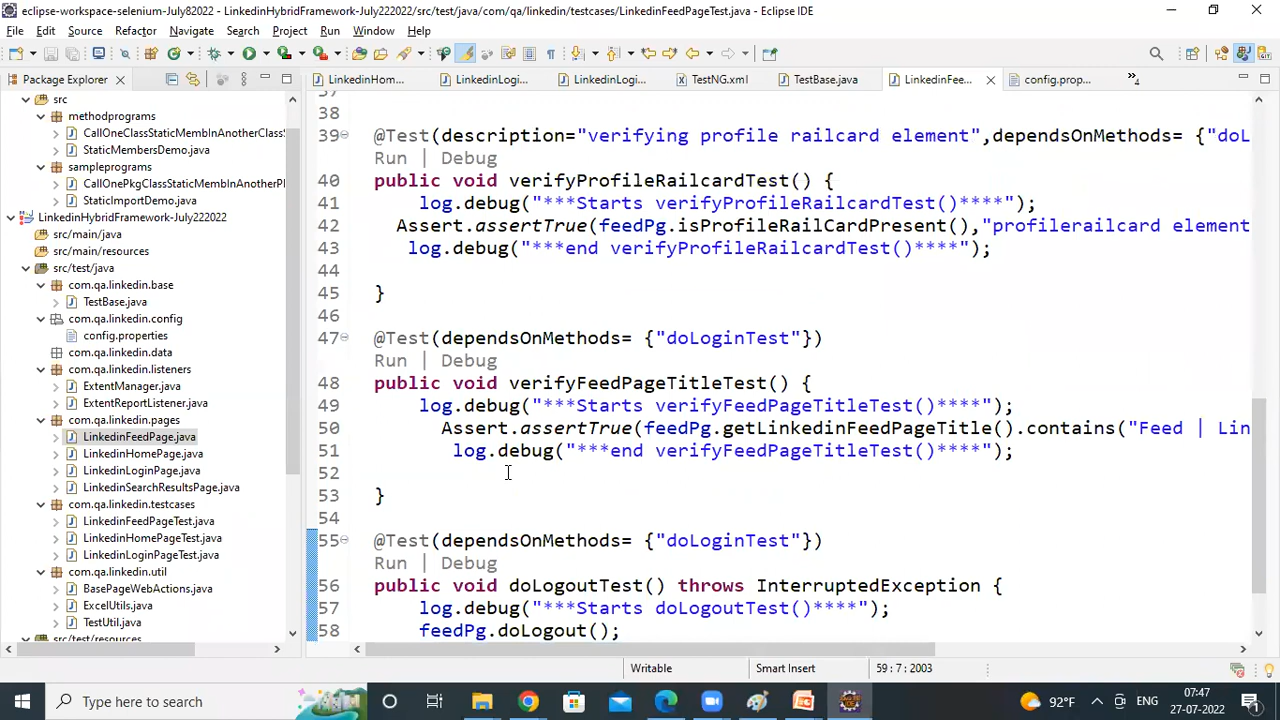 eclipse-workspace-selenium-July82022 - LinkedinHybridFramework-July222022/src/test/java/com/qa/linkedin/testcases/LinkedinFeedPageTest.java - Eclipse IDE
File Edit Source Refactor Navigate Search Project Run Window Help
Package Explorer
LinkedinHom...
LinkedinLogi...
LinkedinLogi...
TestNG.xml
TestBase.java
LinkedinFee...
config.prop...
4
src
methodprograms
CallOneClassStaticMembInAnotherClass
StaticMembersDemo.java
sampleprograms
CallOnePkgClassStaticMembInAnotherP
StaticImportDemo.java
LinkedinHybridFramework-July222022
src/main/java
src/main/resources
src/test/java
com.qa.linkedin.base
TestBase.java
com.qa.linkedin.config
config.properties
com.qa.linkedin.data
com.qa.linkedin.listeners
ExtentManager.java
ExtentReportListener.java
com.qa.linkedin.pages
LinkedinFeedPage.java
LinkedinHomePage.java
LinkedinLoginPage.java
LinkedinSearchResultsPage.java
com.qa.linkedin.testcases
LinkedinFeedPageTest.java
LinkedinHomePageTest.java
LinkedinLoginPageTest.java
com.qa.linkedin.util
BasePageWebActions.java
ExcelUtils.java
TestUtil.java
src/test/resources
37
38
39 @Test(description="verifying profile railcard element",dependsOnMethods= {"doL
Run | Debug
40 public void verifyProfileRailcardTest() {
41 log.debug("***Starts verifyProfileRailcardTest()****");
42 Assert.assertTrue(feedPg.isProfileRailCardPresent(),"profilerailcard element
43 log.debug("***end verifyProfileRailcardTest()****");
44
45 }
46
47 @Test(dependsOnMethods= {"doLoginTest"})
Run | Debug
48 public void verifyFeedPageTitleTest() {
49 log.debug("***Starts verifyFeedPageTitleTest()****");
50 Assert.assertTrue(feedPg.getLinkedinFeedPageTitle().contains("Feed | Lin
51 log.debug("***end verifyFeedPageTitleTest()****");
52
53 }
54
55 @Test(dependsOnMethods= {"doLoginTest"})
Run | Debug
56 public void doLogoutTest() throws InterruptedException {
57 log.debug("***Starts doLogoutTest()****");
58 feedPg.doLogout();
Writable Smart Insert 59 : 7 : 2003
Type here to search
92°F ENG 07:47
27-07-2022
1